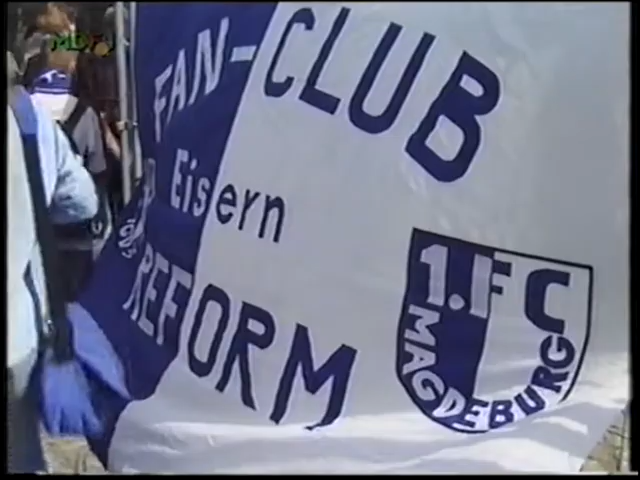 MDR
FAN-CLUB
Eisern
REFORM
1. FC
MAGDEBURG